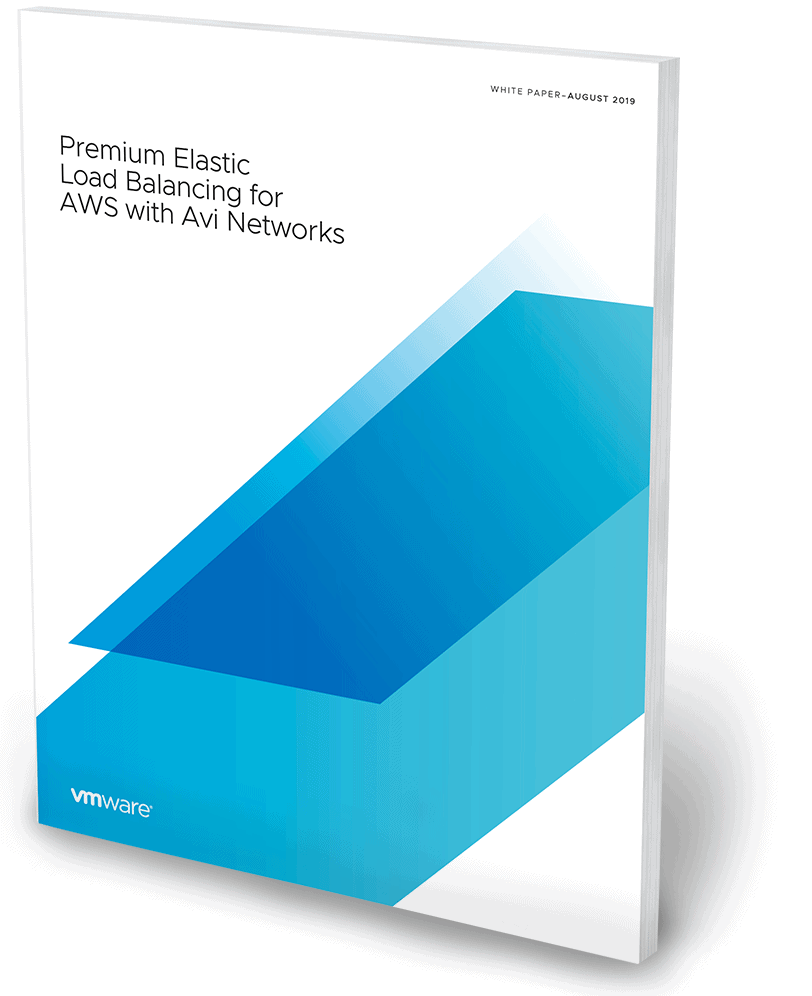 WHITE PAPER–AUGUST 2019
Premium Elastic
Load Balancing for
AWS with Avi Networks
vmware®